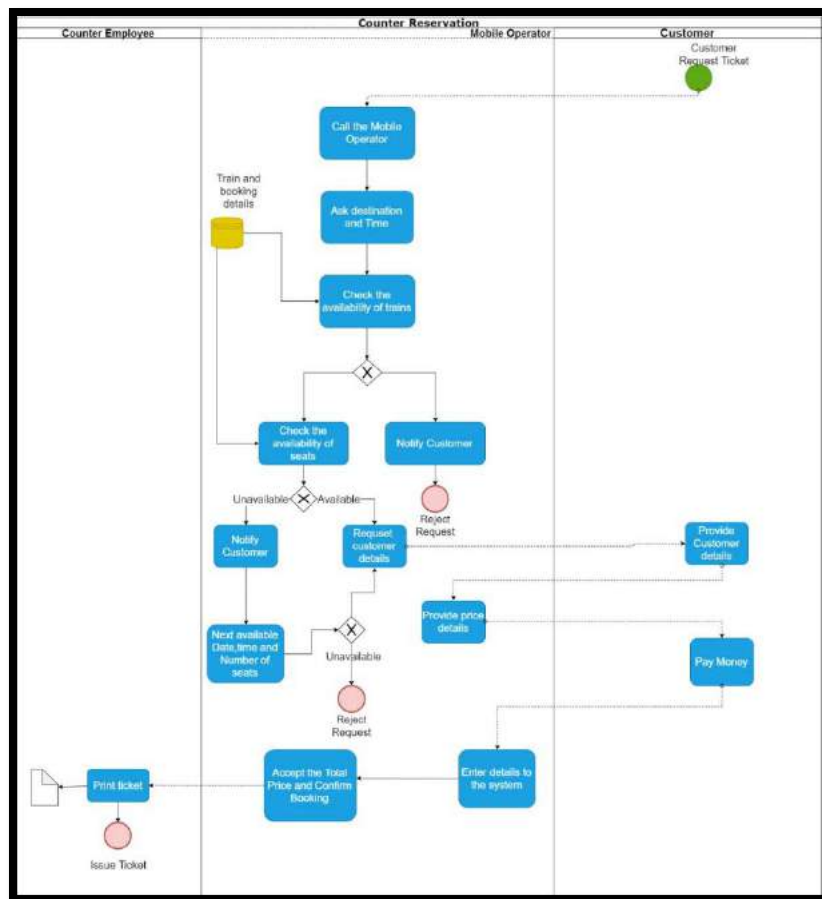 Counter Reservation
Counter Employee
Mobile Operator
Customer
Customer
Request Ticket
Call the Mobile
Operator
Train and
booking
details
Ask destination
and Time
Check the
availability of trains
X
Check the
availability of
seats
Notify Customer
Unavailable
X
Available
Reject
Request
Notify
Customer
Requset
customer
details
Provide
Customer
details
Provide price
details
Next available
Date,time and
Number of
seats
X
Unavailable
Pay Money
Reject
Request
Accept the Total
Price and Confirm
Booking
Enter details to
the system
Print ticket
Issue Ticket